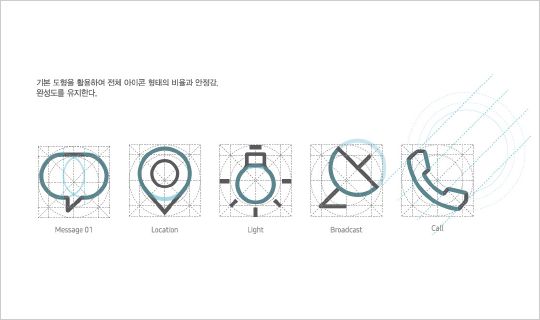 기본 도형을 활용하여 전체 아이콘 형태의 비율과 안정감,
완성도를 유지한다.
Message 01
Location
Light
Broadcast
Call